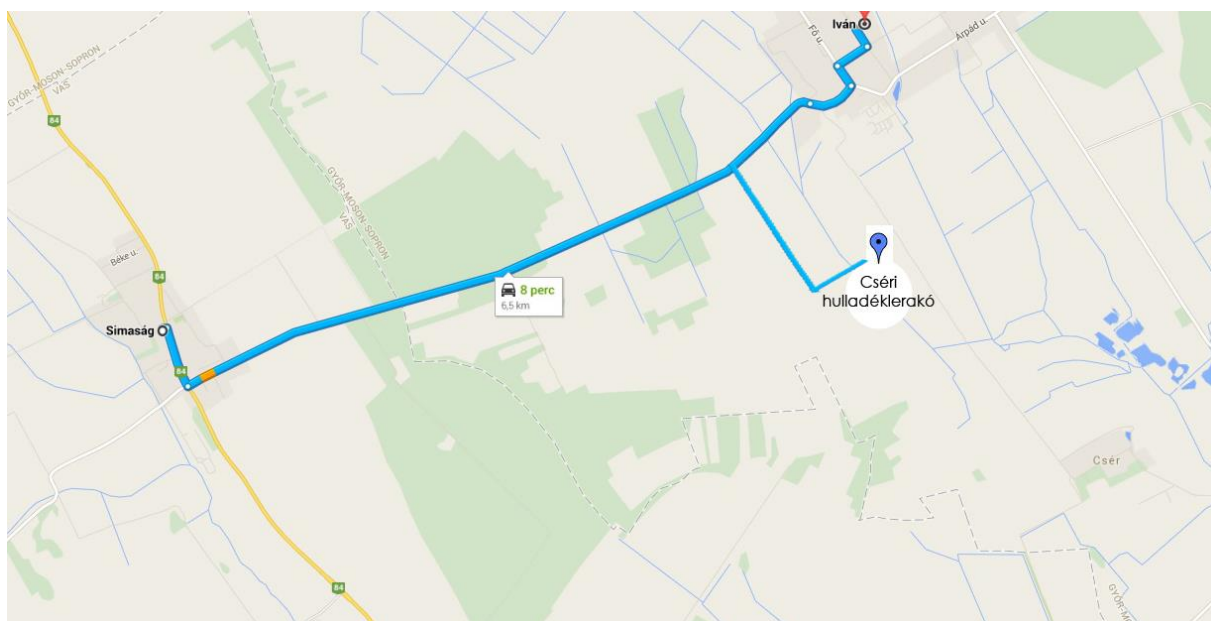 Iván
Fő u.
Árpád u.
GYŐR-MOSON-SOPRON
VAS
84
GYŐR-MOSON-SOPRON
VAS
Béke u.
84
Cséri
hulladéklerakó
8 perc
6,5 km
Simaság
84
Csér
84
GYŐR-MOS